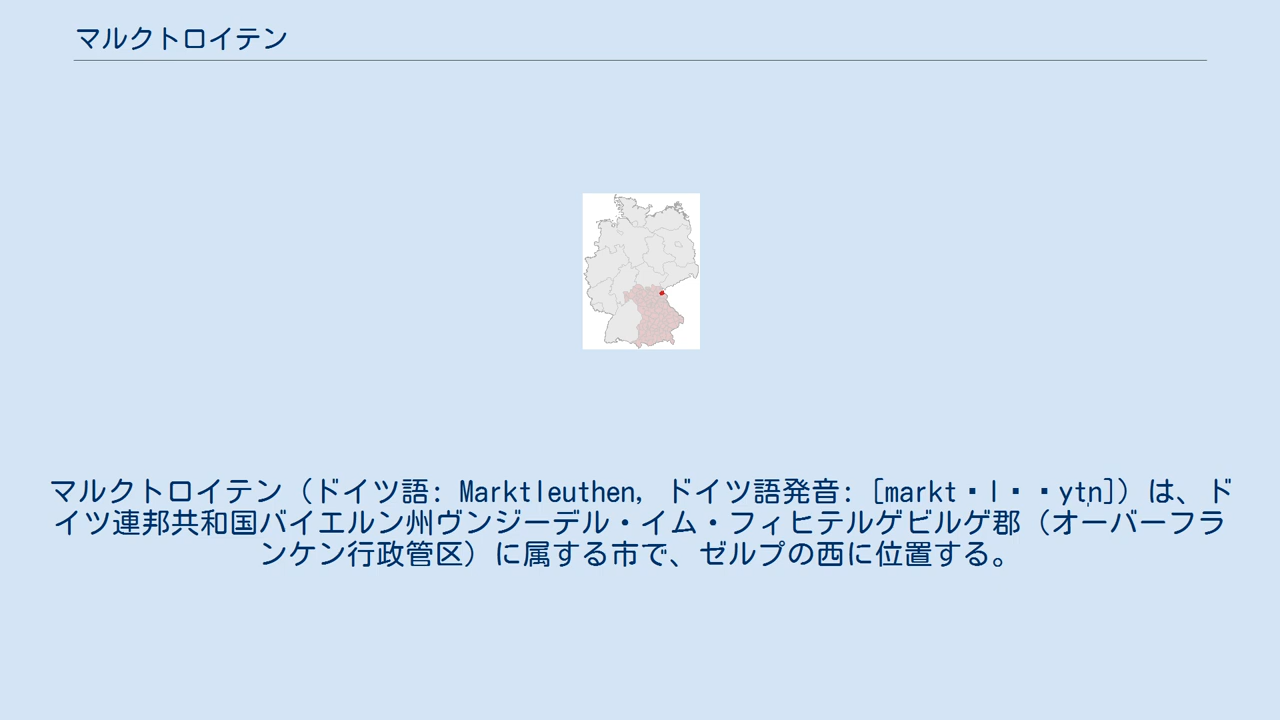 マルクトロイテン
マルクトロイテン（ドイツ語: Marktleuthen, ドイツ語発音: [markt・l・・ytn̩]）は、ド
イツ連邦共和国バイエルン州ヴンジーデル・イム・フィヒテルゲビルゲ郡（オーバーフラ
ンケン行政管区）に属する市で、ゼルプの西に位置する。